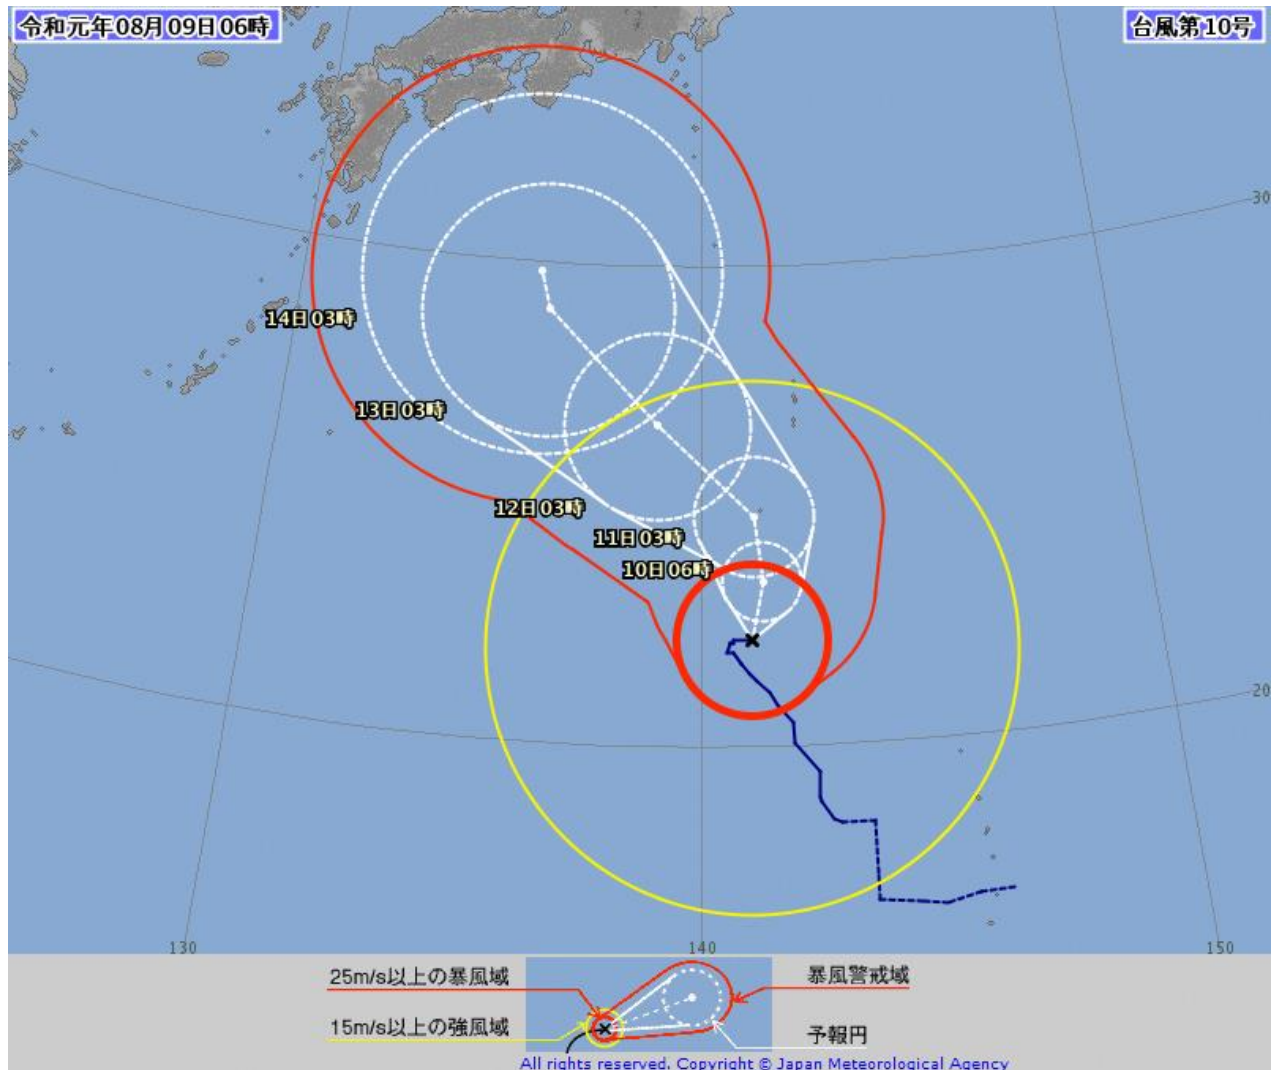 令和元年08月09日06時
台風第10号
30
14日03時
13日03時
12日03時
11日03時
10日06時
20
130
140
150
25m/s以上の暴風域
暴風警戒域
15m/s以上の強風域
予報円
All rights reserved. Copyright © Japan Meteorological Agency